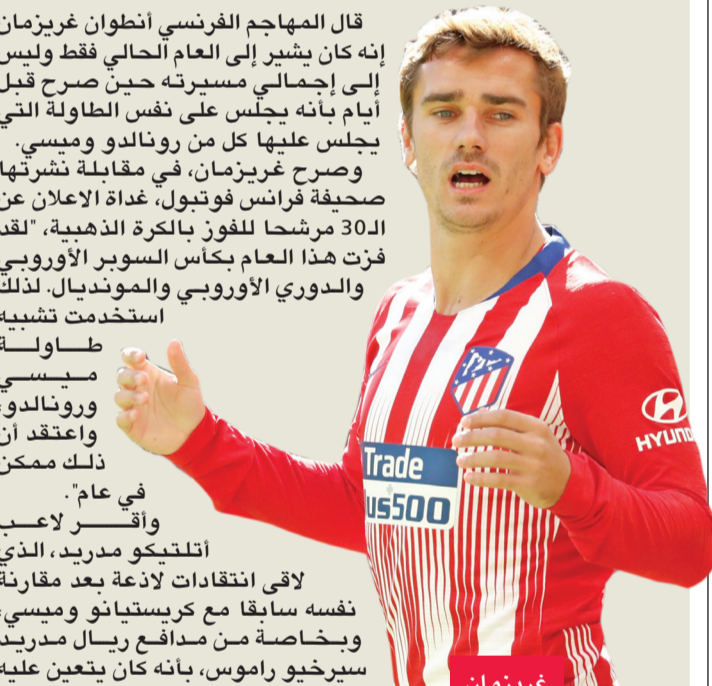 قال المهاجم الفرنسي أنطوان غريزمان
إنه كان يشير إلى العام الحالي فقط وليس
إلى إجمالي مسيرته حين صرح قبل
أيام بأنه يجلس على نفس الطاولة التي
يجلس عليها كل من رونالدو وميسي.
وصرح غريزمان، في مقابلة نشرتها
صحيفة فرانس فوتبول، غداة الاعلان عن
الـ30 مرشحا للفوز بالكرة الذهبية، "لقد
فزت هذا العام بكأس السوبر الأوروبي
والدوري الأوروبي والمونديال. لذلك
استخدمت تشبيه
طاولة
ميسي
ورونالدو،
واعتقد أن
ذلك ممكن
في عام".
وأقر لاعب
أتلتيكو مدريد، الذي
لاقى انتقادات لاذعة بعد مقارنة
نفسه سابقا مع كريستيانو وميسي،
وبخاصة من مدافع ريال مدريد
سيرخيو راموس، بأنه كان يتعين عليه
HYUND
Trade
us500
غريزمان